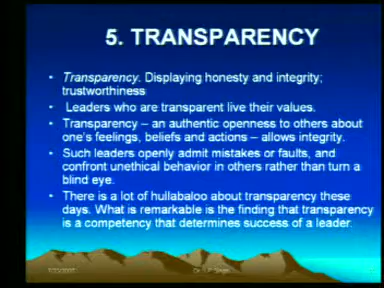 5. TRANSPARENCY
• Transparency. Displaying honesty and integrity;
trustworthiness
• Leaders who are transparent live their values.
• Transparency – an authentic openness to others about
one's feelings, beliefs and actions – allows integrity.
• Such leaders openly admit mistakes or faults, and
confront unethical behavior in others rather than turn a
blind eye.
• There is a lot of hullabaloo about transparency these
days. What is remarkable is the finding that transparency
is a competency that determines success of a leader.
Singh